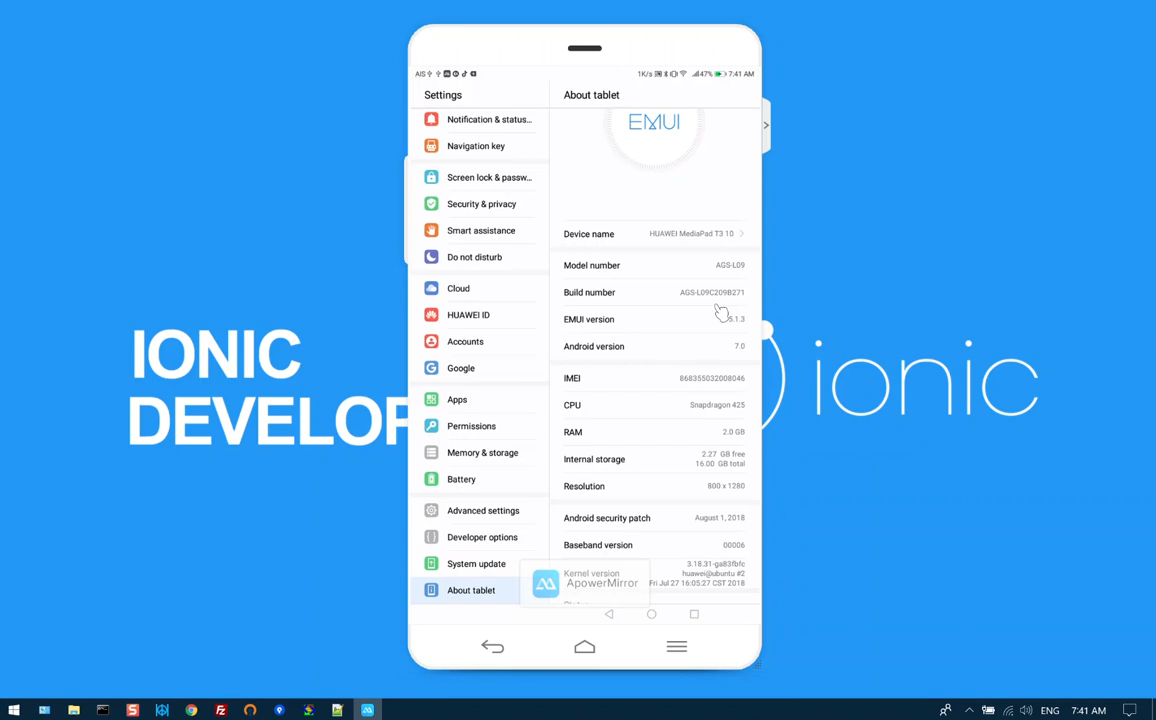 AIS
1K/s
47%
7:41 AM
Settings
About tablet
EMUI
Notification & status...
Navigation key
Screen lock & passw...
Security & privacy
Smart assistance
Do not disturb
Cloud
HUAWEI ID
Accounts
Google
Apps
Permissions
Memory & storage
Battery
Advanced settings
Developer options
System update
About tablet
Device name HUAWEI MediaPad T3 10
Model number AGS-L09
Build number AGS-L09C209B271
EMUI version 5.1.3
Android version 7.0
IMEI 868355032008046
CPU Snapdragon 425
RAM 2.0 GB
Internal storage 2.27 GB free
16.00 GB total
Resolution 800 x 1280
Android security patch August 1, 2018
Baseband version 00006
Kernel version 3.18.31-ga83fbfc
huawei@ubuntu #2
Fri Jul 27 16:05:27 CST 2018
ApowerMirror
IONIC
DEVELOP
ionic
ENG 7:41 AM